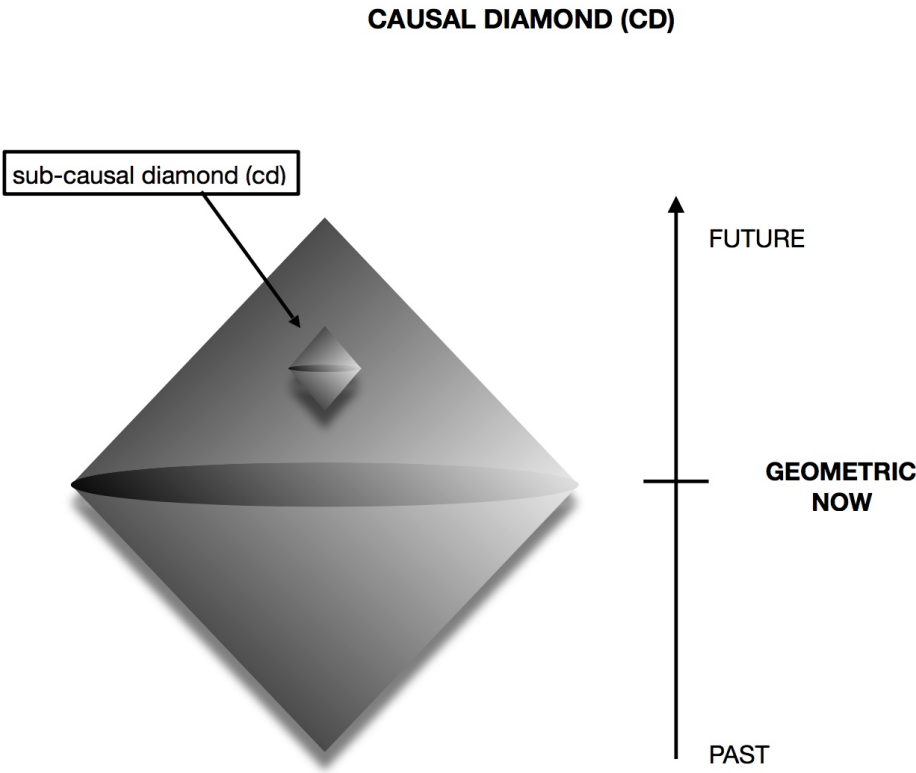 CAUSAL DIAMOND (CD)
sub-causal diamond (cd)
FUTURE
GEOMETRIC
NOW
PAST